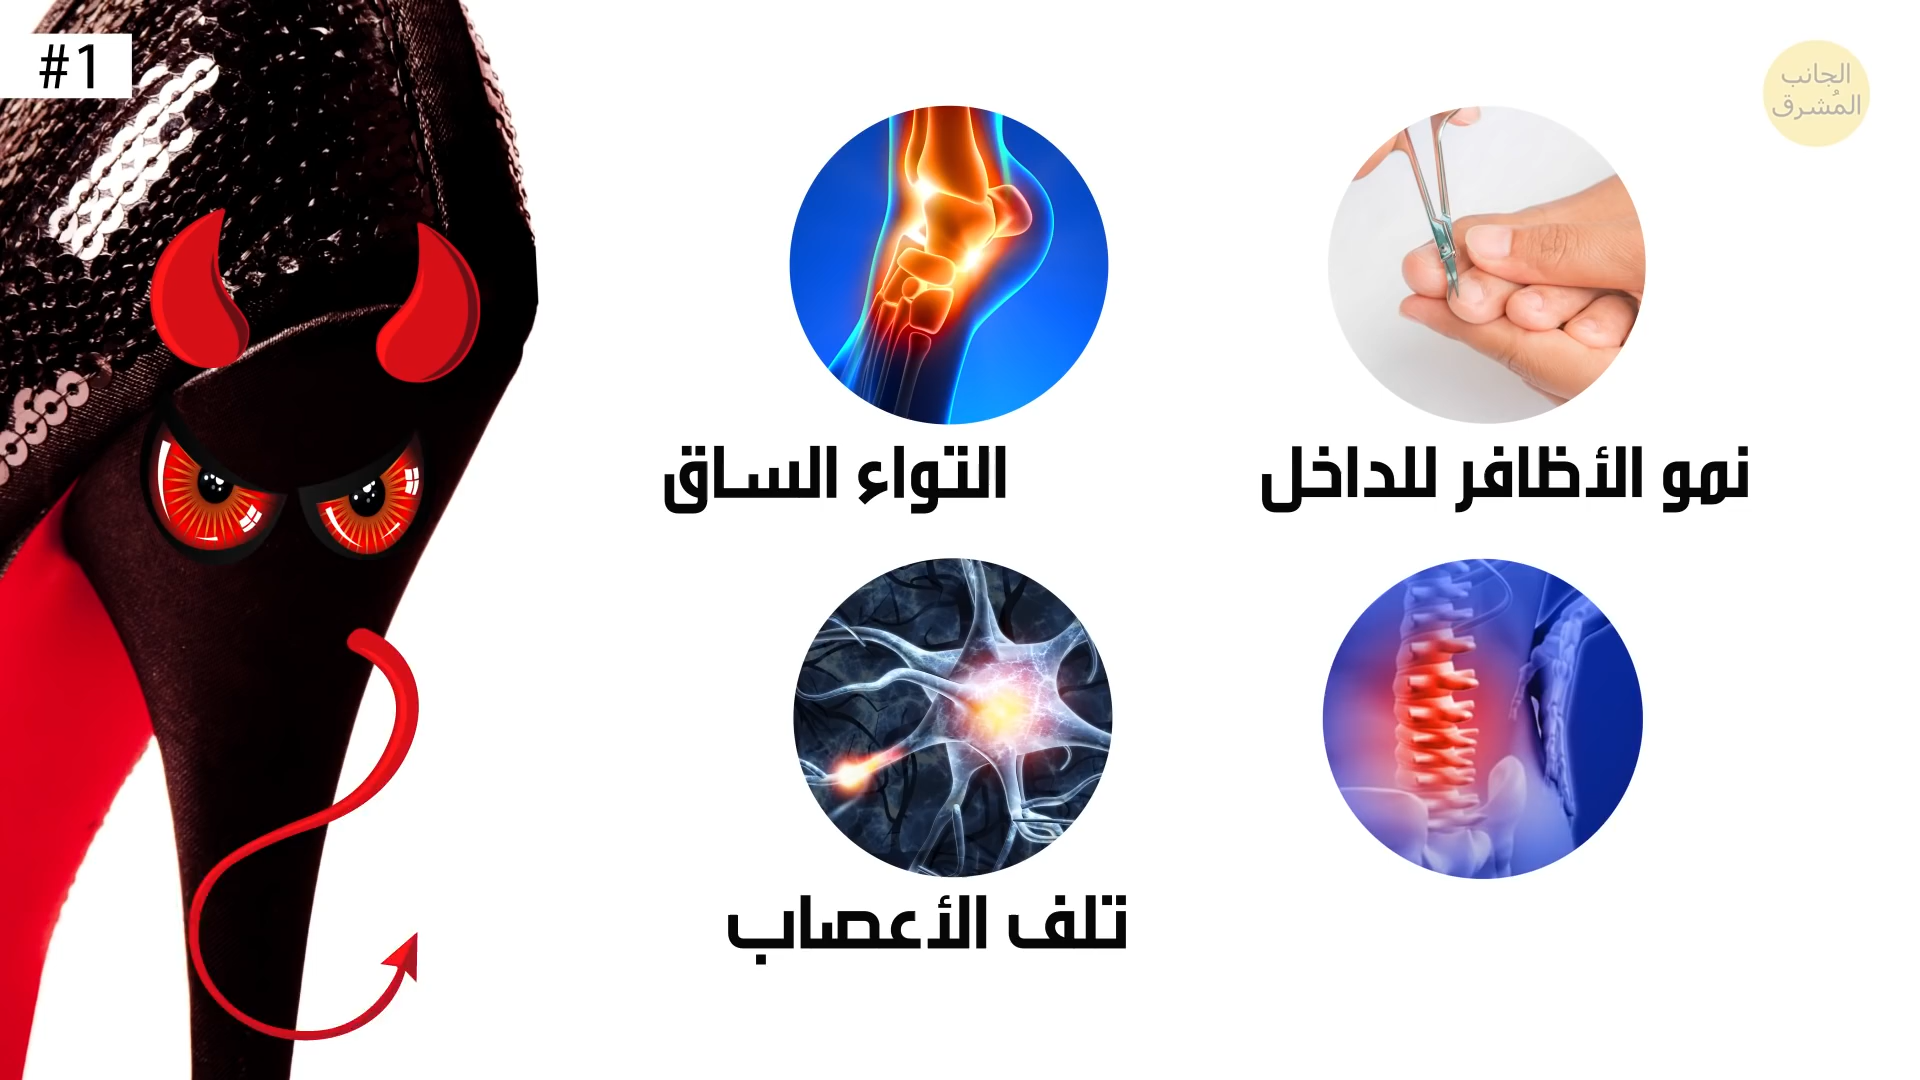 #1
الجانب
المُشرق
نمو الأظافر للداخل
التواء الساق
تلف الأعصاب